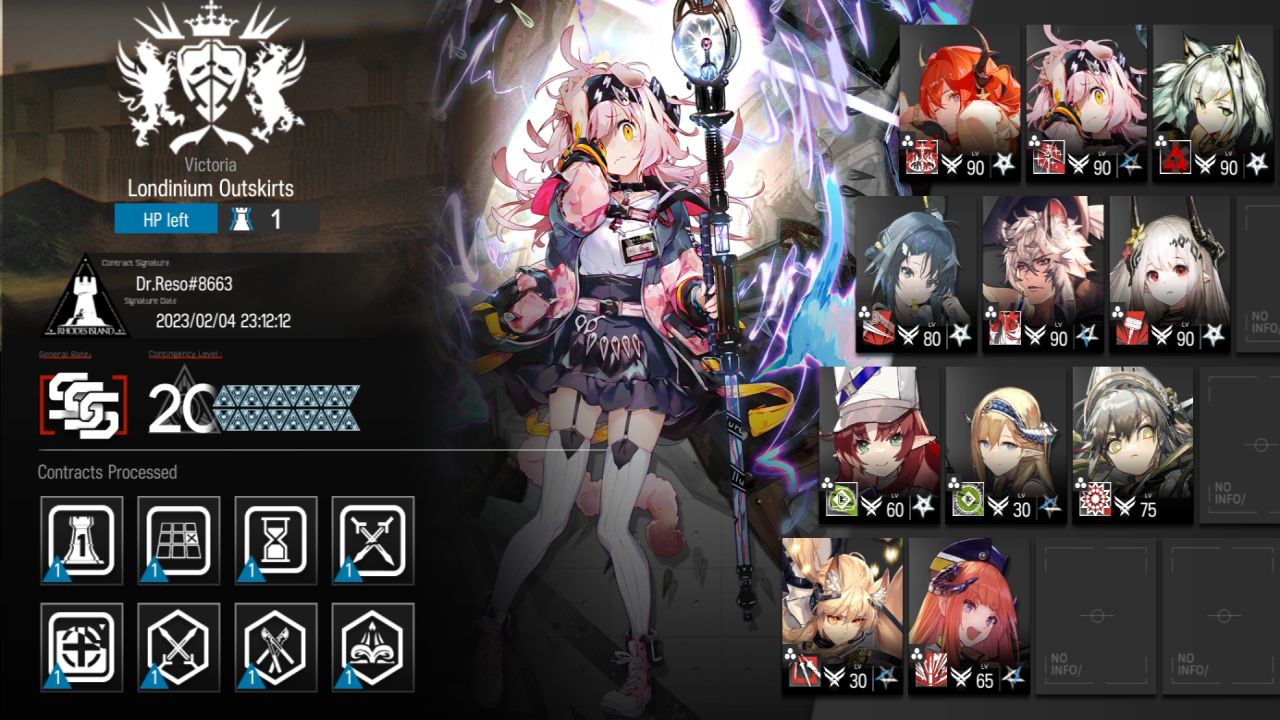 Victoria
Londinium Outskirts
HP left 1
Contract Signature
Dr.Reso#8663
Signature Date
2023/02/04 23:12:12
RHODES ISLAND
General Rate:
Contingency Level :
SSS
20
Contracts Processed
1
1 1 1 1
1 1 1 1
LV 90 LV 90 LV 90
LV 80 LV 90 LV 90
NO
INFO/
LV 60 LV 30 LV 75
NO
INFO/
LV 30 LV 65
NO
INFO/
NO
INFO/